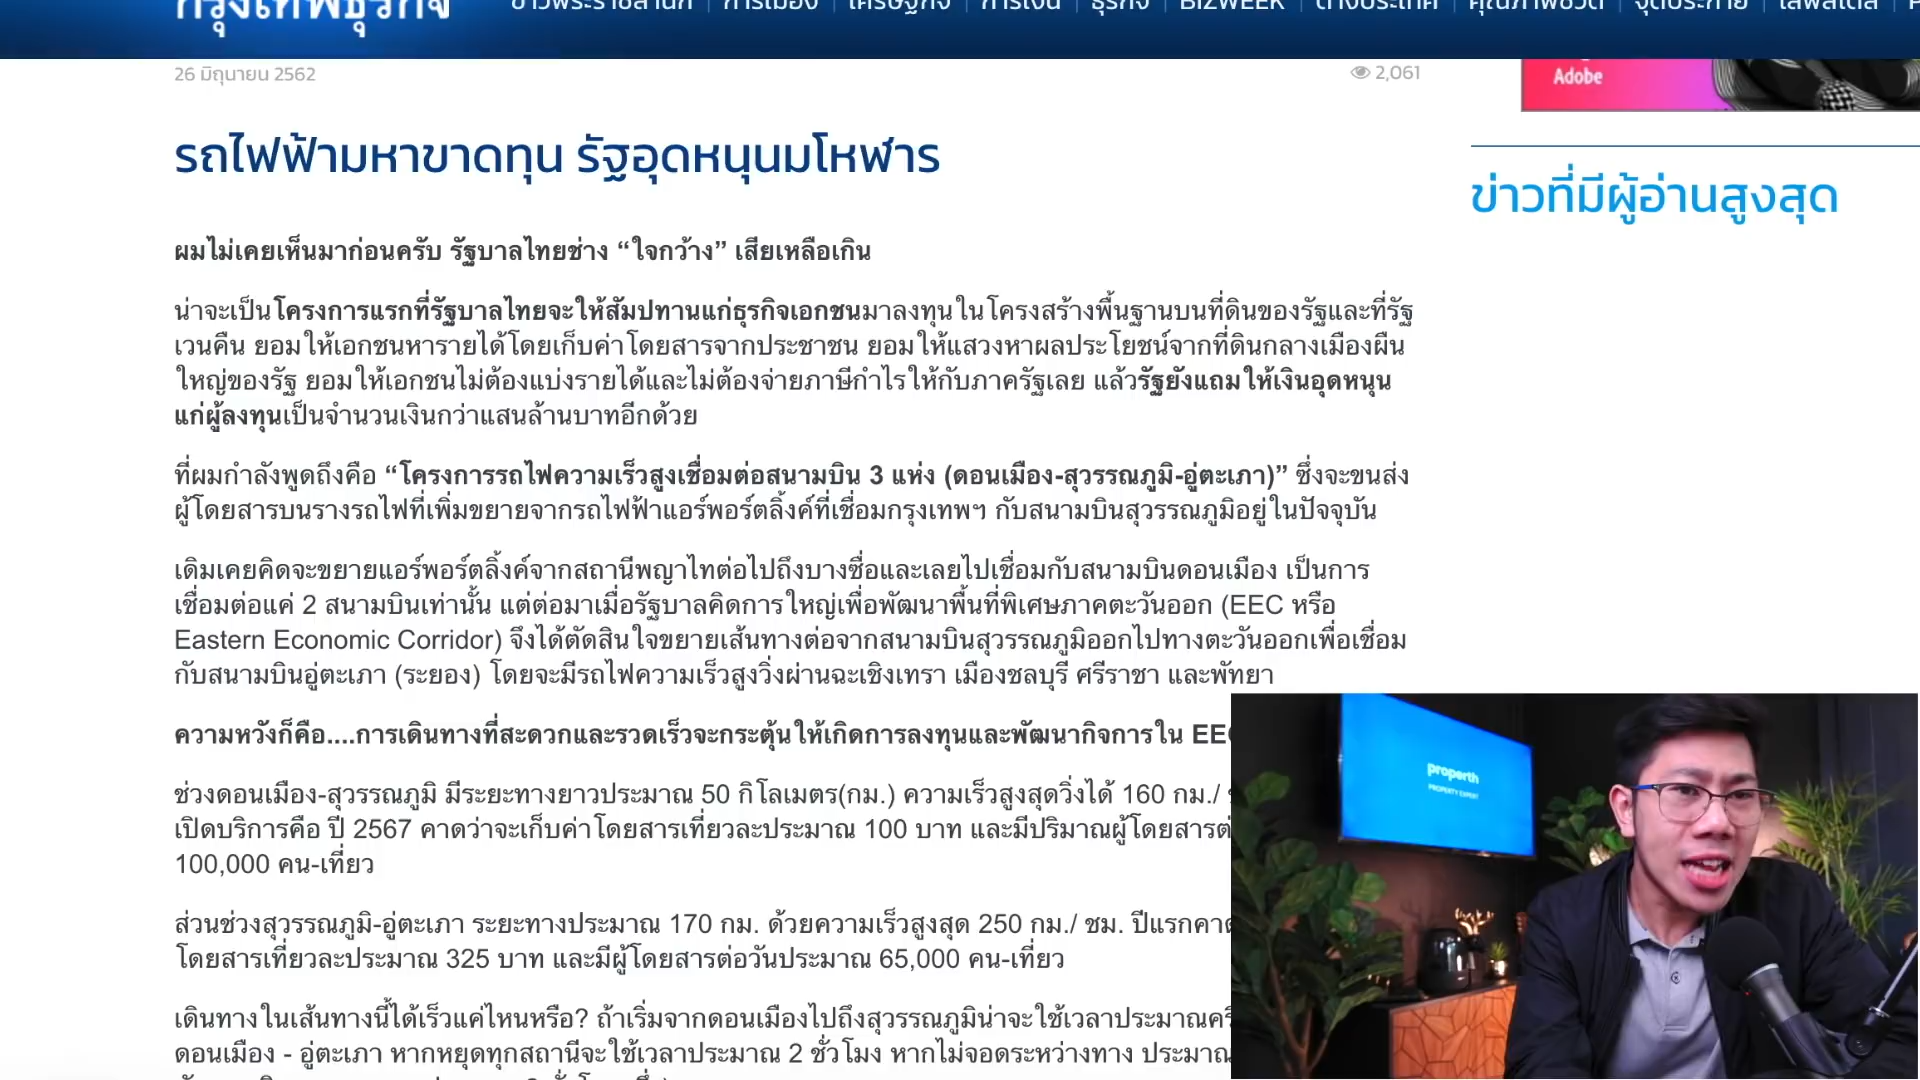 กรุงเทพธุรกิจ
ข่าวพระราชสำนัก | การเมือง | เศรษฐกิจ | การเงิน | ธุรกิจ | BIZWEEK | ต่างประเทศ | คุณภาพชีวิต | จุดประกาย | ไลฟ์สไตล์
26 มิถุนายน 2562
2,061
Adobe
รถไฟฟ้ามหาขาดทุน รัฐอุดหนุนมโหฬาร
ข่าวที่มีผู้อ่านสูงสุด
ผมไม่เคยเห็นมาก่อนครับ รัฐบาลไทยช่าง “ใจกว้าง” เสียเหลือเกิน
น่าจะเป็นโครงการแรกที่รัฐบาลไทยจะให้สัมปทานแก่ธุรกิจเอกชนมาลงทุนในโครงสร้างพื้นฐานบนที่ดินของรัฐและที่รัฐ
เวนคืน ยอมให้เอกชนหารายได้โดยเก็บค่าโดยสารจากประชาชน ยอมให้แสวงหาผลประโยชน์จากที่ดินกลางเมืองผืน
ใหญ่ของรัฐ ยอมให้เอกชนไม่ต้องแบ่งรายได้และไม่ต้องจ่ายภาษีกำไรให้กับภาครัฐเลย แล้วรัฐยังแถมให้เงินอุดหนุน
แก่ผู้ลงทุนเป็นจำนวนเงินกว่าแสนล้านบาทอีกด้วย
ที่ผมกำลังพูดถึงคือ “โครงการรถไฟความเร็วสูงเชื่อมต่อสนามบิน 3 แห่ง (ดอนเมือง-สุวรรณภูมิ-อู่ตะเภา)” ซึ่งจะขนส่ง
ผู้โดยสารบนรางรถไฟที่เพิ่มขยายจากรถไฟฟ้าแอร์พอร์ตลิ้งค์ที่เชื่อมกรุงเทพฯ กับสนามบินสุวรรณภูมิอยู่ในปัจจุบัน
เดิมเคยคิดจะขยายแอร์พอร์ตลิ้งค์จากสถานีพญาไทต่อไปถึงบางซื่อและเลยไปเชื่อมกับสนามบินดอนเมือง เป็นการ
เชื่อมต่อแค่ 2 สนามบินเท่านั้น แต่ต่อมาเมื่อรัฐบาลคิดการใหญ่เพื่อพัฒนาพื้นที่พิเศษภาคตะวันออก (EEC หรือ
Eastern Economic Corridor) จึงได้ตัดสินใจขยายเส้นทางต่อจากสนามบินสุวรรณภูมิออกไปทางตะวันออกเพื่อเชื่อม
กับสนามบินอู่ตะเภา (ระยอง) โดยจะมีรถไฟความเร็วสูงวิ่งผ่านฉะเชิงเทรา เมืองชลบุรี ศรีราชา และพัทยา
ความหวังก็คือ....การเดินทางที่สะดวกและรวดเร็วจะกระตุ้นให้เกิดการลงทุนและพัฒนากิจการใน EEC
ช่วงดอนเมือง-สุวรรณภูมิ มีระยะทางยาวประมาณ 50 กิโลเมตร(กม.) ความเร็วสูงสุดวิ่งได้ 160 กม./
เปิดบริการคือ ปี 2567 คาดว่าจะเก็บค่าโดยสารเที่ยวละประมาณ 100 บาท และมีปริมาณผู้โดยสารต่
100,000 คน-เที่ยว
ส่วนช่วงสุวรรณภูมิ-อู่ตะเภา ระยะทางประมาณ 170 กม. ด้วยความเร็วสูงสุด 250 กม./ ชม. ปีแรกคาด
โดยสารเที่ยวละประมาณ 325 บาท และมีผู้โดยสารต่อวันประมาณ 65,000 คน-เที่ยว
เดินทางในเส้นทางนี้ได้เร็วแค่ไหนหรือ? ถ้าเริ่มจากดอนเมืองไปถึงสุวรรณภูมิน่าจะใช้เวลาประมาณครึ่
ดอนเมือง - อู่ตะเภา หากหยุดทุกสถานีจะใช้เวลาประมาณ 2 ชั่วโมง หากไม่จอดระหว่างทาง ประมาณ
properth
PROPERTY EXPERT